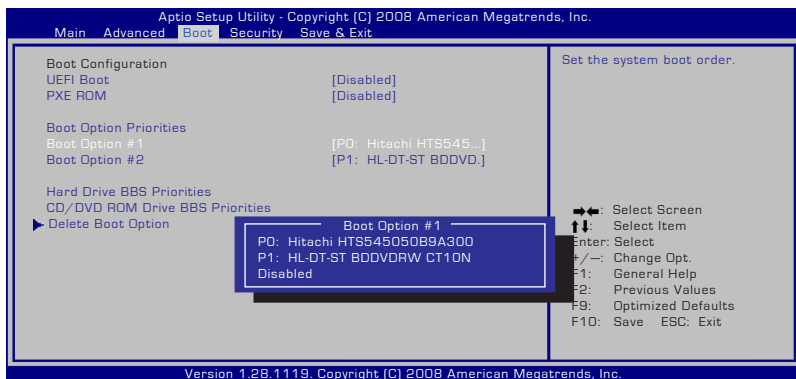 Aptio Setup Utility - Copyright (C) 2008 American Megatrends, Inc.
Main Advanced Boot Security Save & Exit
Boot Configuration
UEFI Boot [Disabled]
PXE ROM [Disabled]
Boot Option Priorities
Boot Option #1 [P0: Hitachi HTS545...]
Boot Option #2 [P1: HL-DT-ST BDDVD.]
Hard Drive BBS Priorities
CD/DVD ROM Drive BBS Priorities
Delete Boot Option
Boot Option #1
P0: Hitachi HTS545050B9A300
P1: HL-DT-ST BDDVDRW CT10N
Disabled
Set the system boot order.
→←: Select Screen
↑↓: Select Item
Enter: Select
+/—: Change Opt.
F1: General Help
F2: Previous Values
F9: Optimized Defaults
F10: Save ESC: Exit
Version 1.28.1119. Copyright (C) 2008 American Megatrends, Inc.